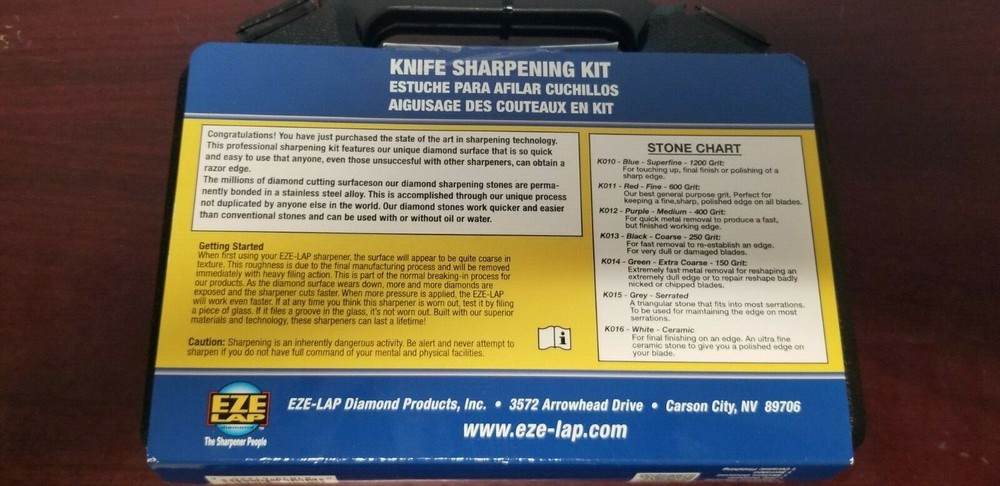 KNIFE SHARPENING KIT
ESTUCHE PARA AFILAR CUCHILLOS
AIGUISAGE DES COUTEAUX EN KIT
Congratulations! You have just purchased the state of the art in sharpening technology.
This professional sharpening kit features our unique diamond surface that is so quick
and easy to use that anyone, even those unsuccesful with other sharpeners, can obtain a
razor edge.
The millions of diamond cutting surfaceson our diamond sharpening stones are perma-
nently bonded in a stainless steel alloy. This is accomplished through our unique process
not duplicated by anyone else in the world. Our diamond stones work quicker and easier
than conventional stones and can be used with or without oil or water.
Getting Started
When first using your EZE-LAP sharpener, the surface will appear to be quite coarse in
texture. This roughness is due to the final manufacturing process and will be removed
immediately with heavy filing action. This is part of the normal breaking-in process for
our products. As the diamond surface wears down, more and more diamonds are
exposed and the sharpener cuts faster. When more pressure is applied, the EZE-LAP
will work even faster. If at any time you think this sharpener is worn out, test it by filing
a piece of glass. If it files a groove in the glass, it's not worn out. Built with our superior
materials and technology, these sharpeners can last a lifetime!
Caution: Sharpening is an inherently dangerous activity. Be alert and never attempt to
sharpen if you do not have full command of your mental and physical facilities.
i
STONE CHART
K010 - Blue - Superfine - 1200 Grit:
For touching up, final finish or polishing of a
sharp edge.
K011 - Red - Fine - 600 Grit:
Our best general purpose grit. Perfect for
keeping a fine,sharp, polished edge on all blades.
K012 - Purple - Medium - 400 Grit:
For quick metal removal to produce a fast,
but finished working edge.
K013 - Black - Coarse - 250 Grit:
For fast removal to re-establish an edge.
For very dull or damaged blades.
K014 - Green - Extra Coarse - 150 Grit:
Extremely fast metal removal for reshaping an
extremely dull edge or to repair reshape badly
nicked or chipped blades.
K015 - Grey - Serrated
A triangular stone that fits into most serrations.
To be used for maintaining the edge on most
serrations.
K016 - White - Ceramic
For final finishing on an edge. An ultra fine
ceramic stone to give you a polished edge on
your blade.
EZE
LAP
diamonds
™
The Sharpener People
EZE-LAP Diamond Products, Inc. • 3572 Arrowhead Drive • Carson City, NV 89706
www.eze-lap.com